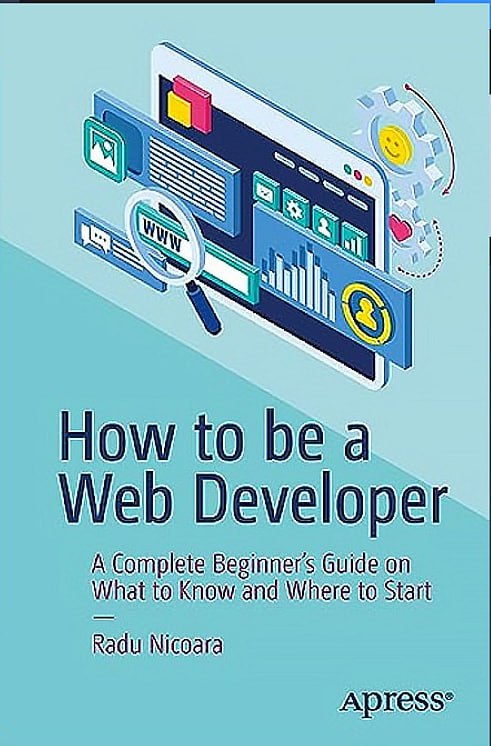 WWW
How to be a
Web Developer
A Complete Beginner's Guide on
What to Know and Where to Start
Radu Nicoara
Apress®